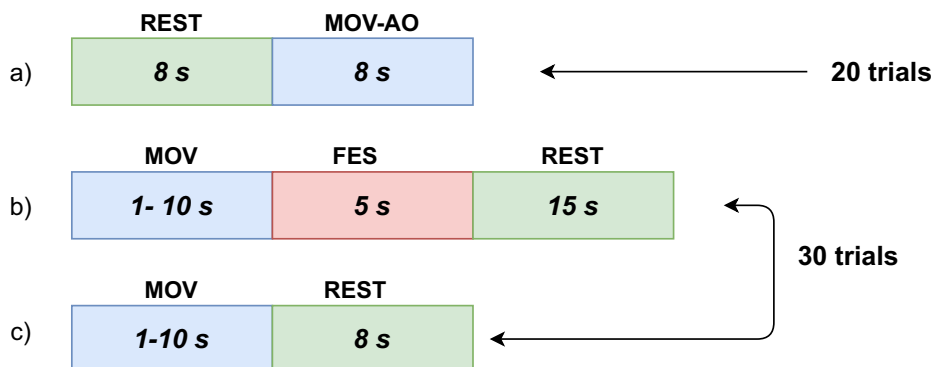 REST MOV-AO
a) 8 s 8 s 20 trials
MOV FES REST
b) 1- 10 s 5 s 15 s
30 trials
MOV REST
c) 1-10 s 8 s